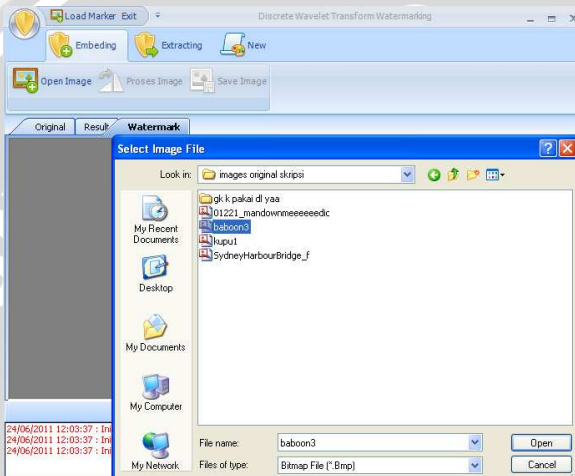 Load Marker Exit Discrete Wavelet Transform Watermarking
Embeding Extracting New
Open Image Proses Image Save Image
Original Result Watermark
Select Image File
Look in: images original skripsi
gk k pakai dl yaa
01221_mandownmeeeeeedic
baboon3
kupu1
SydneyHarbourBridge_f
My Recent
Documents
Desktop
My Documents
My Computer
My Network
File name: baboon3 Open
Files of type: Bitmap File (*.Bmp) Cancel
24/06/2011 12:03:37 : Ini
24/06/2011 12:03:37 : Ini
24/06/2011 12:03:37 : Ini